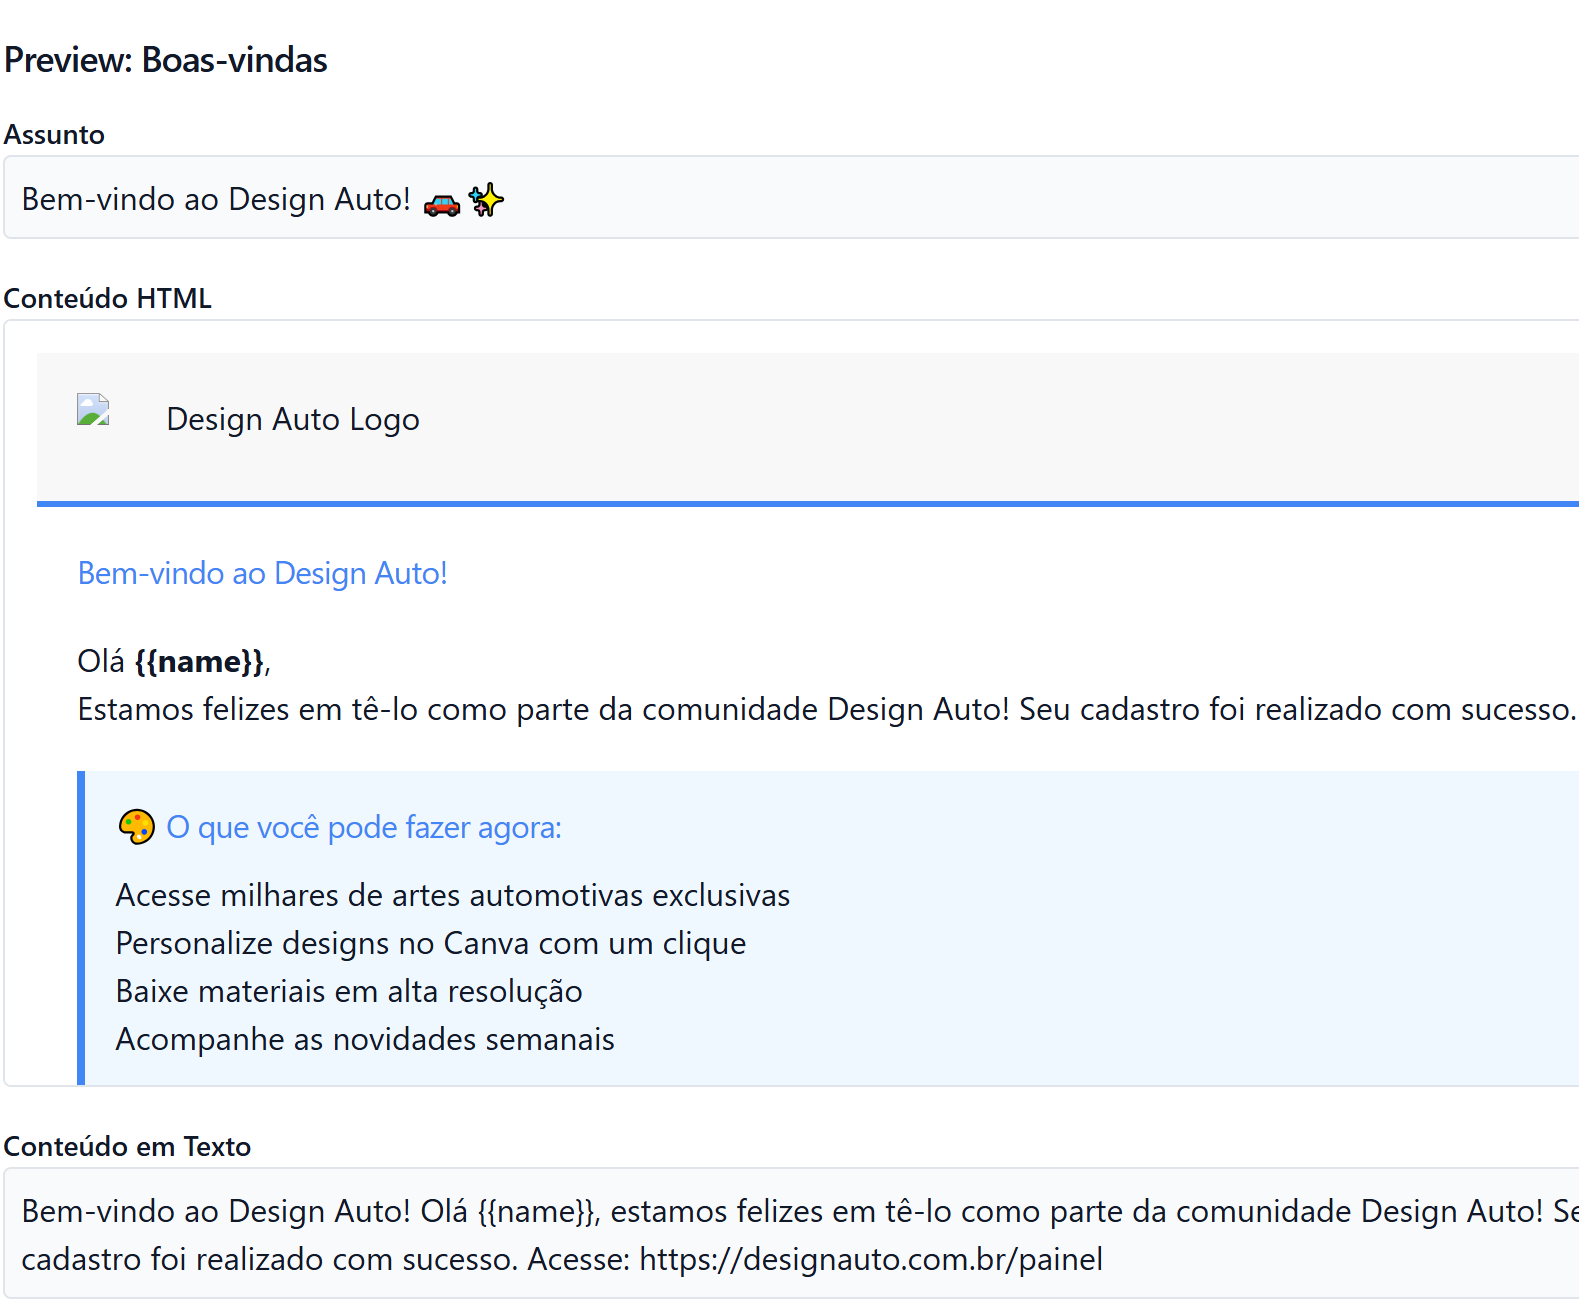 Preview: Boas-vindas
Assunto
Bem-vindo ao Design Auto! 🚗✨
Conteúdo HTML
Design Auto Logo
Bem-vindo ao Design Auto!
Olá {{name}},
Estamos felizes em tê-lo como parte da comunidade Design Auto! Seu cadastro foi realizado com sucesso.
🎨 O que você pode fazer agora:
Acesse milhares de artes automotivas exclusivas
Personalize designs no Canva com um clique
Baixe materiais em alta resolução
Acompanhe as novidades semanais
Conteúdo em Texto
Bem-vindo ao Design Auto! Olá {{name}}, estamos felizes em tê-lo como parte da comunidade Design Auto!
cadastro foi realizado com sucesso. Acesse: https://designauto.com.br/painel